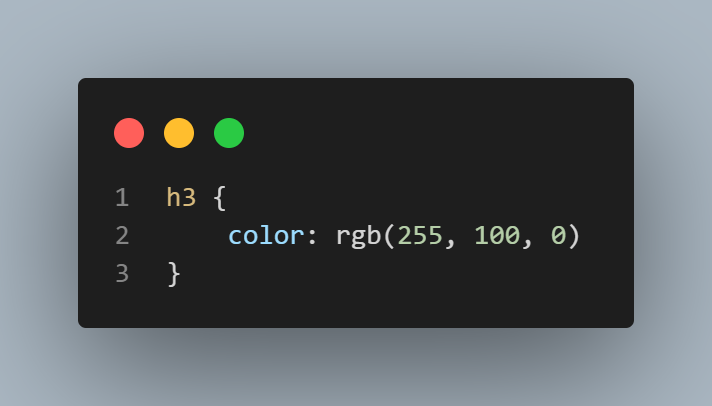 1 h3 {
2     color: rgb(255, 100, 0)
3 }